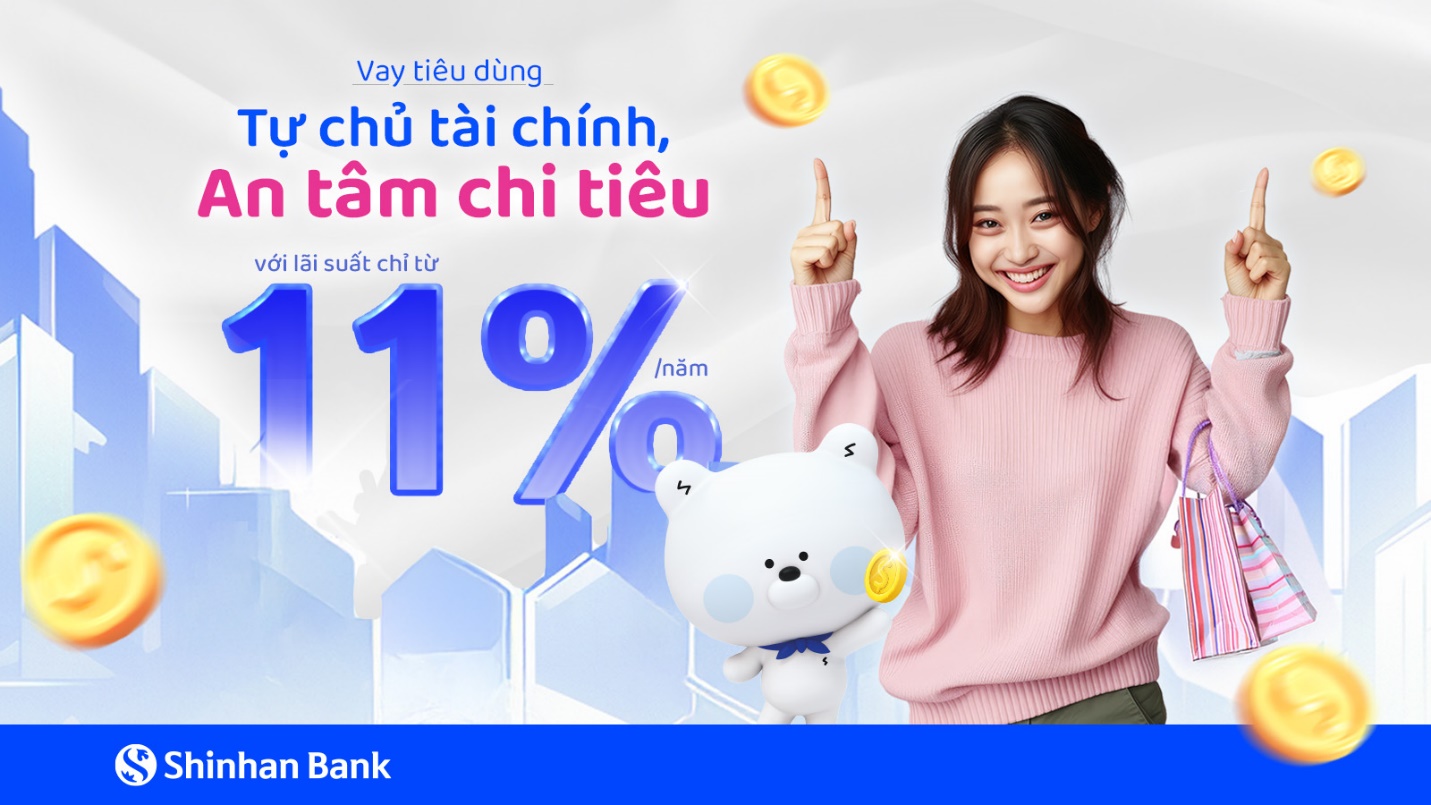 Vay tiêu dùng
Tự chủ tài chính,
An tâm chi tiêu
với lãi suất chỉ từ
11%
/năm
Shinhan Bank